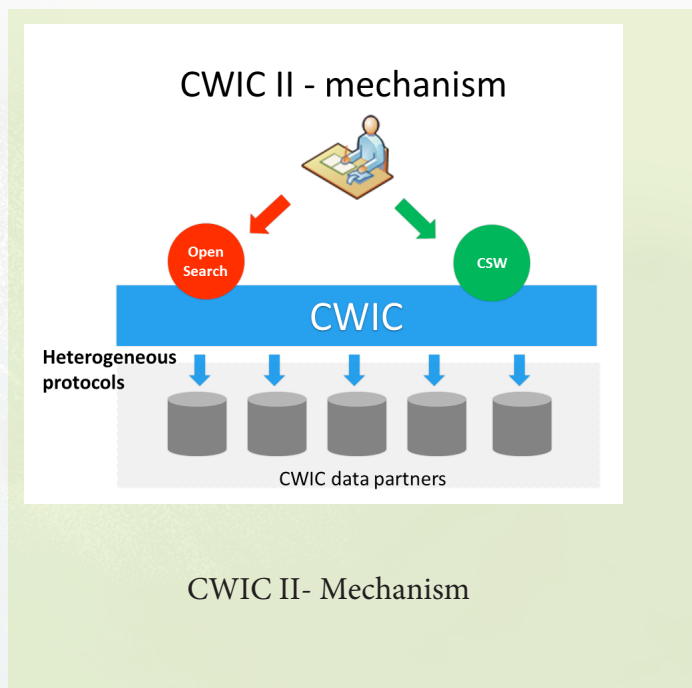 CWIC II - mechanism
Open
Search
CSW
CWIC
Heterogeneous
protocols
CWIC data partners
CWIC II- Mechanism